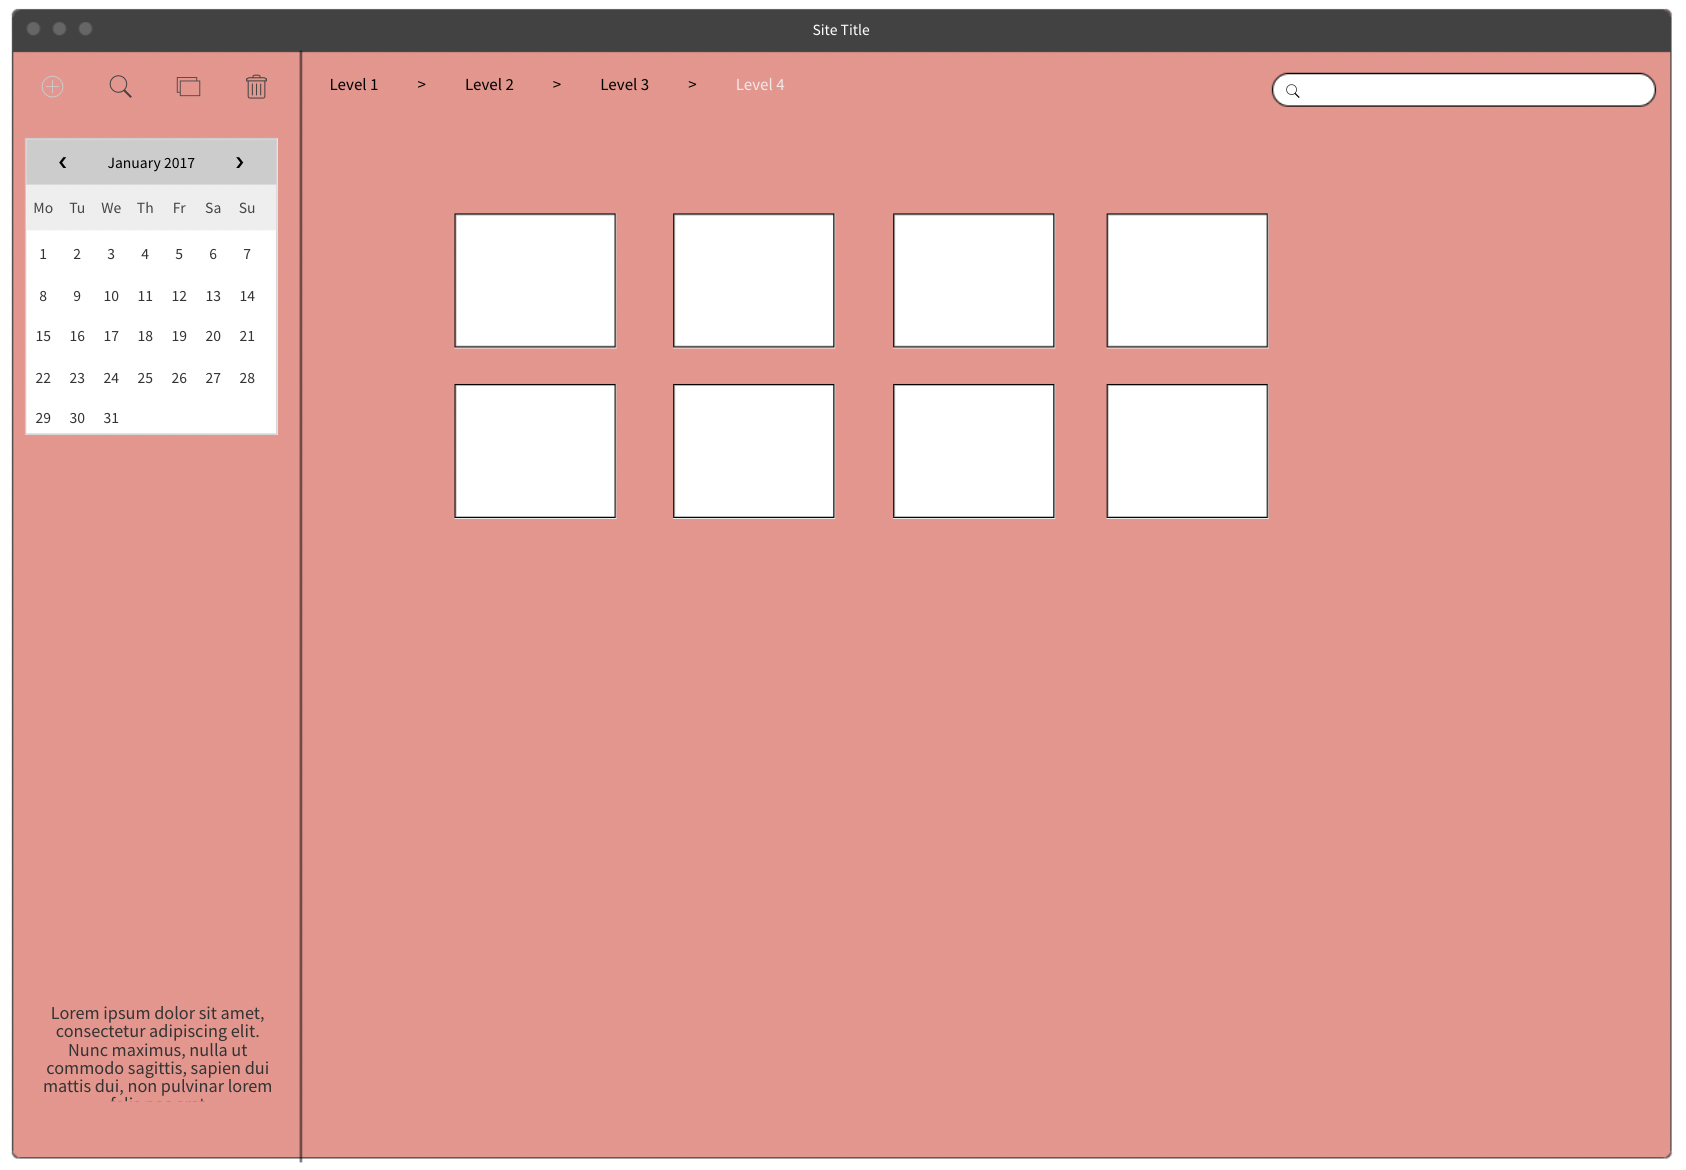 Site Title
Level 1 > Level 2 > Level 3 > Level 4
January 2017
Mo Tu We Th Fr Sa Su
1 2 3 4 5 6 7
8 9 10 11 12 13 14
15 16 17 18 19 20 21
22 23 24 25 26 27 28
29 30 31
Lorem ipsum dolor sit amet,
consectetur adipiscing elit.
Nunc maximus, nulla ut
commodo sagittis, sapien dui
mattis dui, non pulvinar lorem